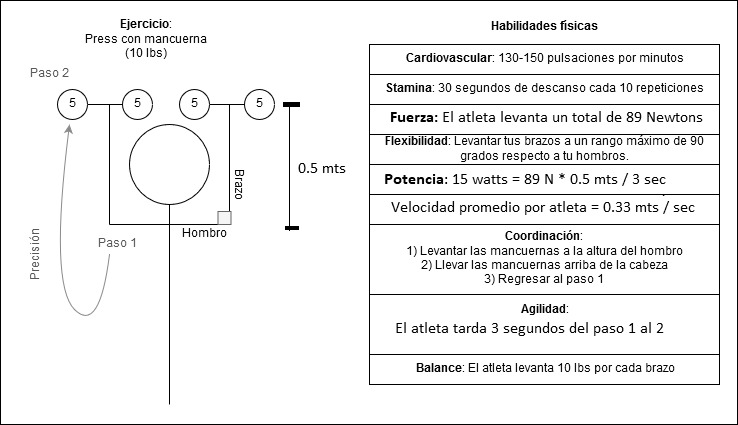 Ejercicio:
Press con mancuerna
(10 lbs)
Paso 2
5
5
5
5
0.5 mts
Brazo
Hombro
Paso 1
Precisión
Habilidades físicas
Cardiovascular: 130-150 pulsaciones por minutos
Stamina: 30 segundos de descanso cada 10 repeticiones
Fuerza: El atleta levanta un total de 89 Newtons
Flexibilidad: Levantar tus brazos a un rango máximo de 90
grados respecto a tu hombros.
Potencia: 15 watts = 89 N * 0.5 mts / 3 sec
Velocidad promedio por atleta = 0.33 mts / sec
Coordinación:
1) Levantar las mancuernas a la altura del hombro
2) Llevar las mancuernas arriba de la cabeza
3) Regresar al paso 1
Agilidad:
El atleta tarda 3 segundos del paso 1 al 2
Balance: El atleta levanta 10 lbs por cada brazo